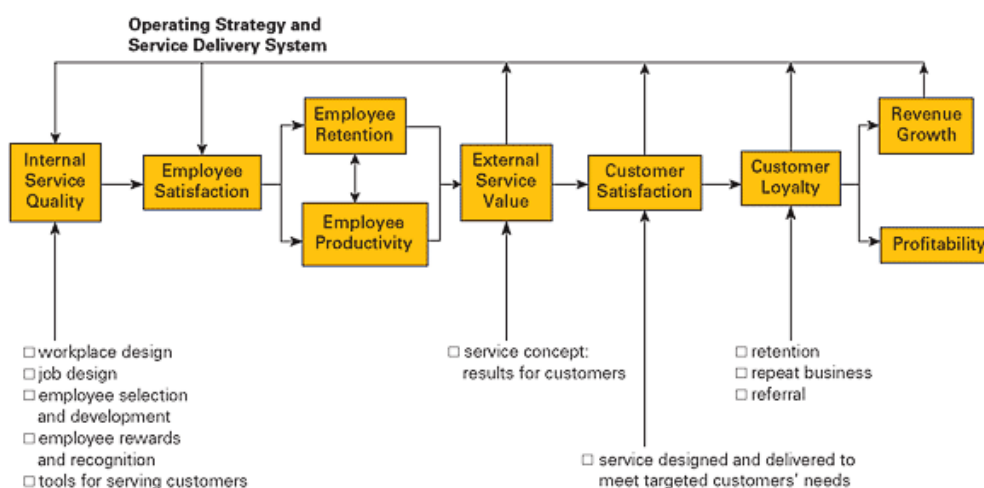 Operating Strategy and
Service Delivery System
Internal
Service
Quality
Employee
Satisfaction
Employee
Retention
Employee
Productivity
External
Service
Value
Customer
Satisfaction
Customer
Loyalty
Revenue
Growth
Profitability
☐ workplace design
☐ job design
☐ employee selection
and development
☐ employee rewards
and recognition
☐ tools for serving customers
☐ service concept:
results for customers
☐ service designed and delivered to
meet targeted customers' needs
☐ retention
☐ repeat business
☐ referral